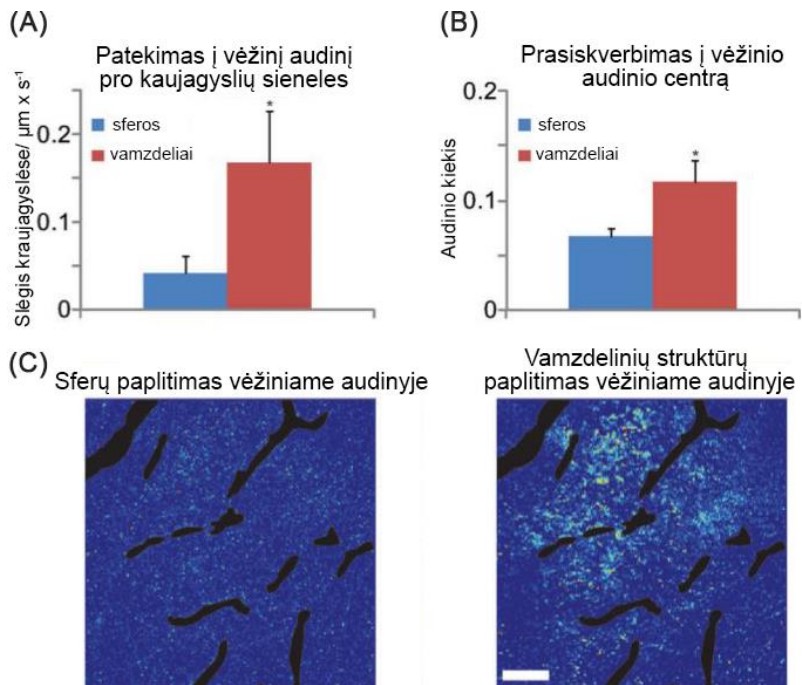 (A)
Patekimas į vėžinį audinį
pro kaujagyslių sieneles
Slėgis kraujagyslėse/ µm x s⁻¹
0.2
0.1
0
sferos
vamzdeliai
*
(B)
Prasiskverbimas į vėžinio
audinio centrą
Audinio kiekis
0.2
0.1
0
sferos
vamzdeliai
*
(C)
Sferų paplitimas vėžiniame audinyje
Vamzdelinių struktūrų
paplitimas vėžiniame audinyje